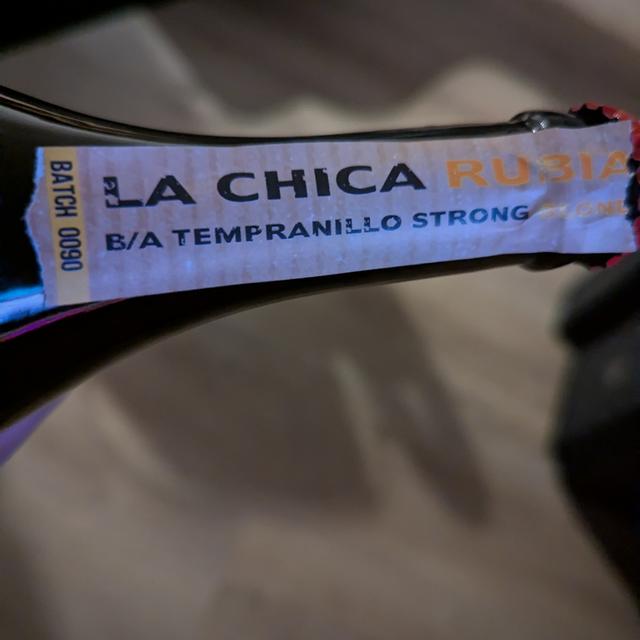 BATCH 0090
LA CHICA RUBIA
B/A TEMPRANILLO STRONG